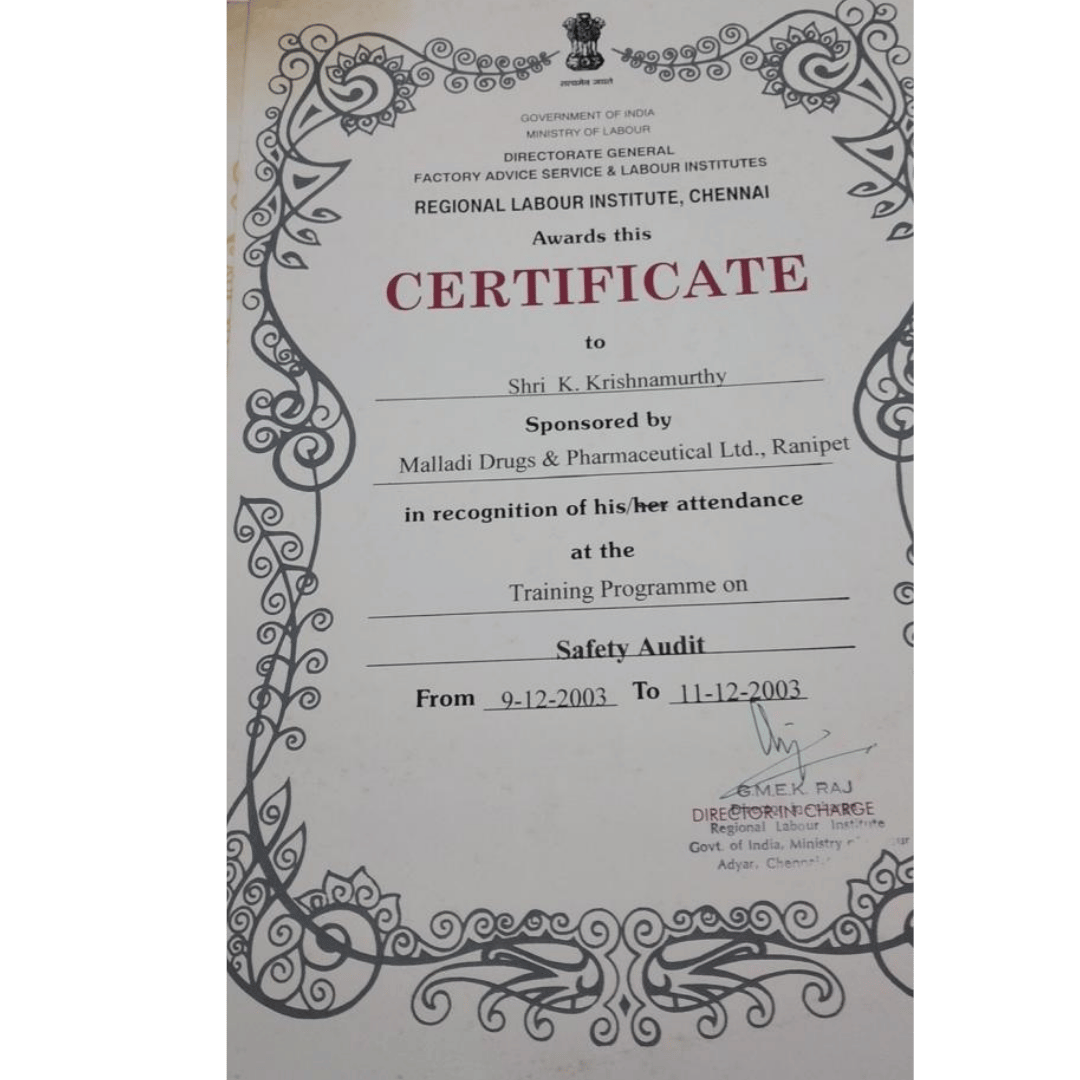 सत्यमेव जयते
GOVERNMENT OF INDIA
MINISTRY OF LABOUR
DIRECTORATE GENERAL
FACTORY ADVICE SERVICE & LABOUR INSTITUTES
REGIONAL LABOUR INSTITUTE, CHENNAI
Awards this
CERTIFICATE
to
Shri K. Krishnamurthy
Sponsored by
Malladi Drugs & Pharmaceutical Ltd., Ranipet
in recognition of his/her attendance
at the
Training Programme on
Safety Audit
From 9-12-2003 To 11-12-2003
G.M.E.K. RAJ
DIRECTOR-IN-CHARGE
Regional Labour Institute
Govt. of India, Ministry
Adyar,